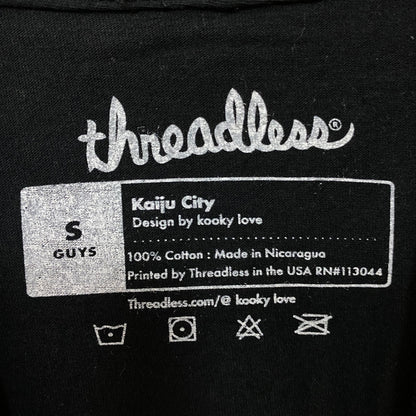 threadless®
S
GUYS
Kaiju City
Design by kooky love
100% Cotton : Made in Nicaragua
Printed by Threadless in the USA RN#113044
Threadless.com/@ kooky love